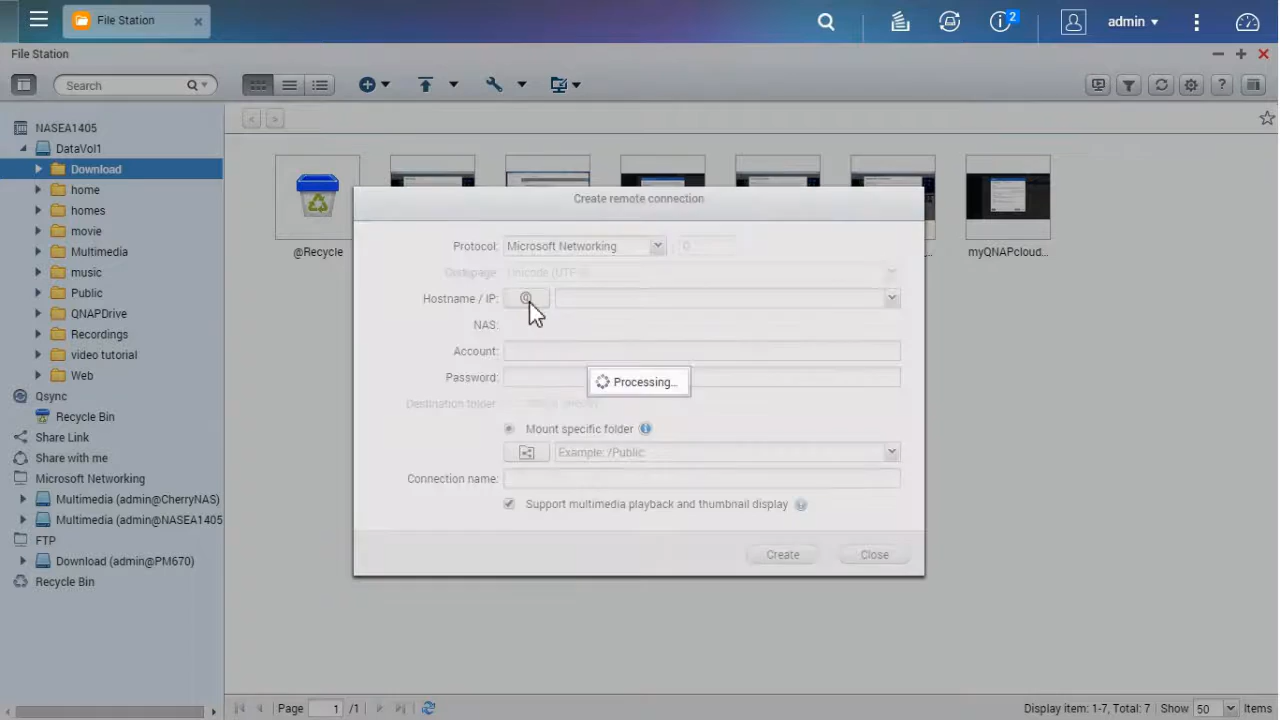 File Station
2
admin
File Station
Search
NASEA1405
DataVol1
Download
home
homes
movie
Multimedia
music
Public
QNAPDrive
Recordings
video tutorial
Web
Qsync
Recycle Bin
Share Link
Share with me
Microsoft Networking
Multimedia (admin@CherryNAS)
Multimedia (admin@NASEA1405
FTP
Download (admin@PM670)
Recycle Bin
@Recycle
myQNAPcloud...
Create remote connection
Protocol: Microsoft Networking 0
Codepage: Unicode (UTF-8)
Hostname / IP:
NAS:
Account:
Password:
Processing...
Destination folder:
Mount specific folder
Example: /Public
Connection name:
Support multimedia playback and thumbnail display
Create Close
Page 1 /1
Display item: 1-7, Total: 7 Show 50 Items